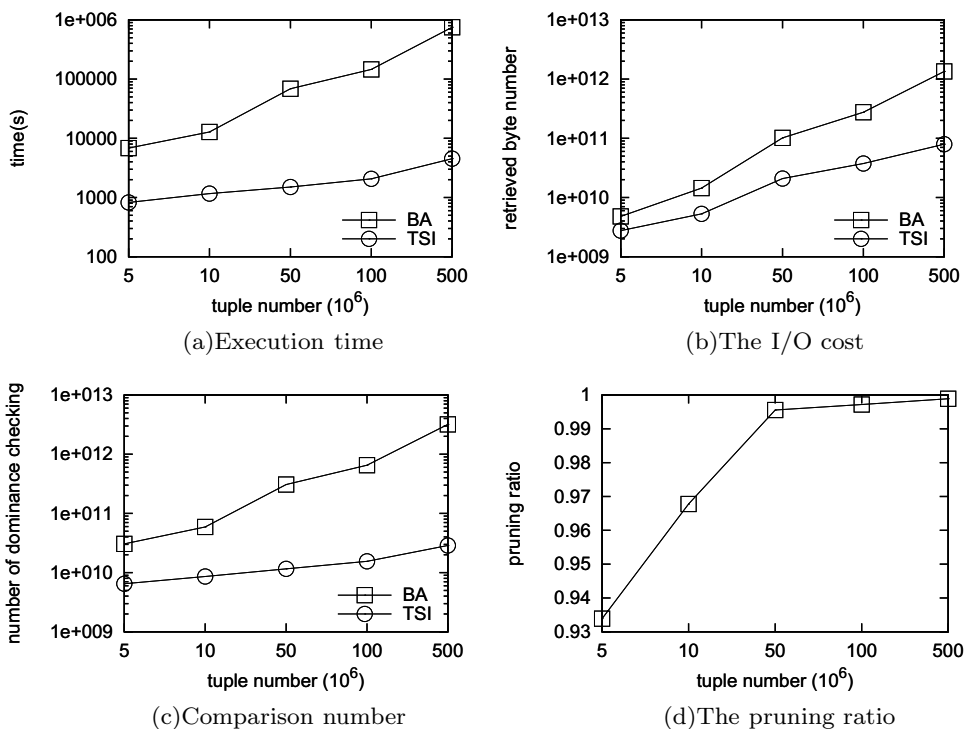 1e+006
100000
10000
1000
100
time(s)
BA
TSI
5 10 50 100 500
tuple number (10^6)
(a)Execution time
1e+013
1e+012
1e+011
1e+010
1e+009
retrieved byte number
BA
TSI
5 10 50 100 500
tuple number (10^6)
(b)The I/O cost
1e+013
1e+012
1e+011
1e+010
1e+009
number of dominance checking
BA
TSI
5 10 50 100 500
tuple number (10^6)
(c)Comparison number
1
0.99
0.98
0.97
0.96
0.95
0.94
0.93
pruning ratio
5 10 50 100 500
tuple number (10^6)
(d)The pruning ratio